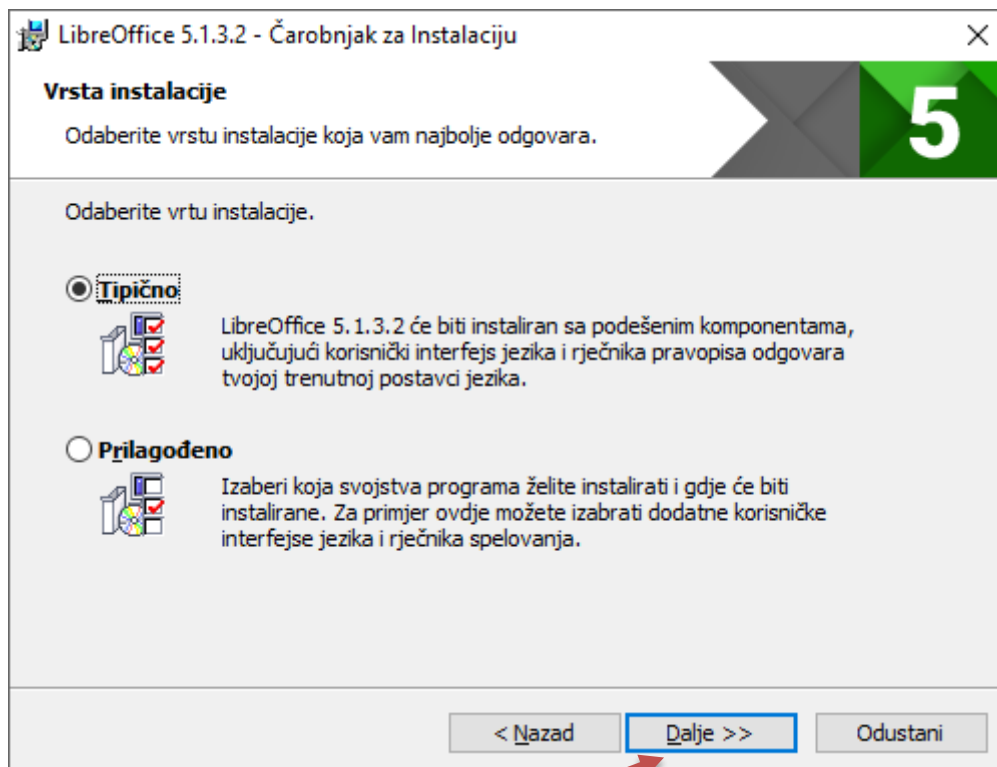 LibreOffice 5.1.3.2 - Čarobnjak za Instalaciju
Vrsta instalacije
5
Odaberite vrstu instalacije koja vam najbolje odgovara.
Odaberite vrtu instalacije.
Tipično
LibreOffice 5.1.3.2 će biti instaliran sa podešenim komponentama,
uključujući korisnički interfejs jezika i rječnika pravopisa odgovara
tvojoj trenutnoj postavci jezika.
Prilagođeno
Izaberi koja svojstva programa želite instalirati i gdje će biti
instalirane. Za primjer ovdje možete izabrati dodatne korisničke
interfejse jezika i rječnika spelovanja.
< Nazad
Dalje >>
Odustani